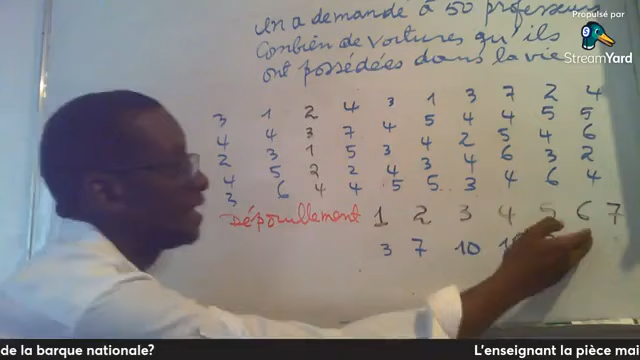 Un a demandé à 50 professeurs
Combien de voitures qu'ils
ont possédées dans la vie
Propulsé par
StreamYard
3 1 2 4 3 1 3 7 2 4
4 4 3 7 4 5 4 4 5 5
2 3 1 5 3 4 2 5 4 6
4 5 2 2 4 3 4 6 3 2
3 6 4 4 5 5 3 4 6 4
Dépouillement 1 2 3 4 5 6 7
3 7 10
de la barque nationale?
L'enseignant la pièce mai